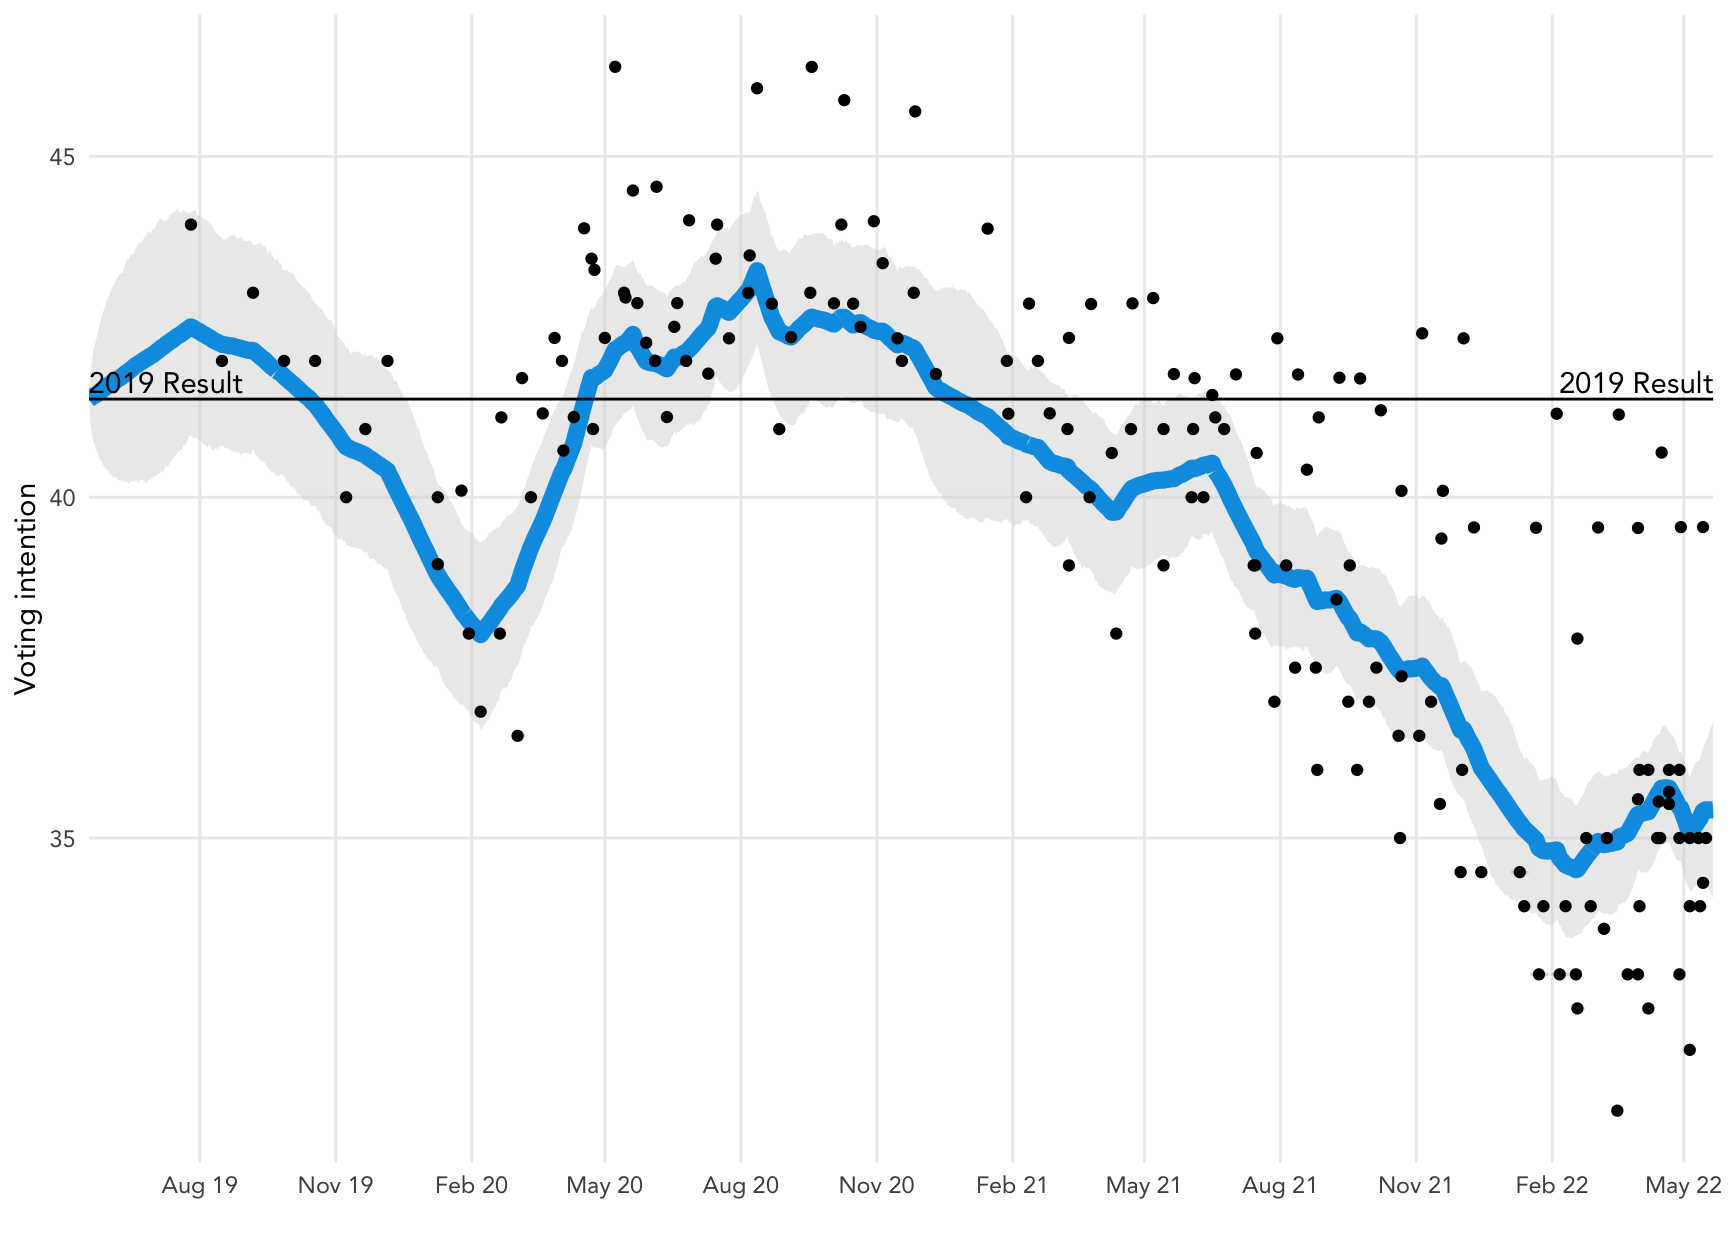 45
2019 Result 2019 Result
40
Voting intention
35
Aug 19 Nov 19 Feb 20 May 20 Aug 20 Nov 20 Feb 21 May 21 Aug 21 Nov 21 Feb 22 May 22